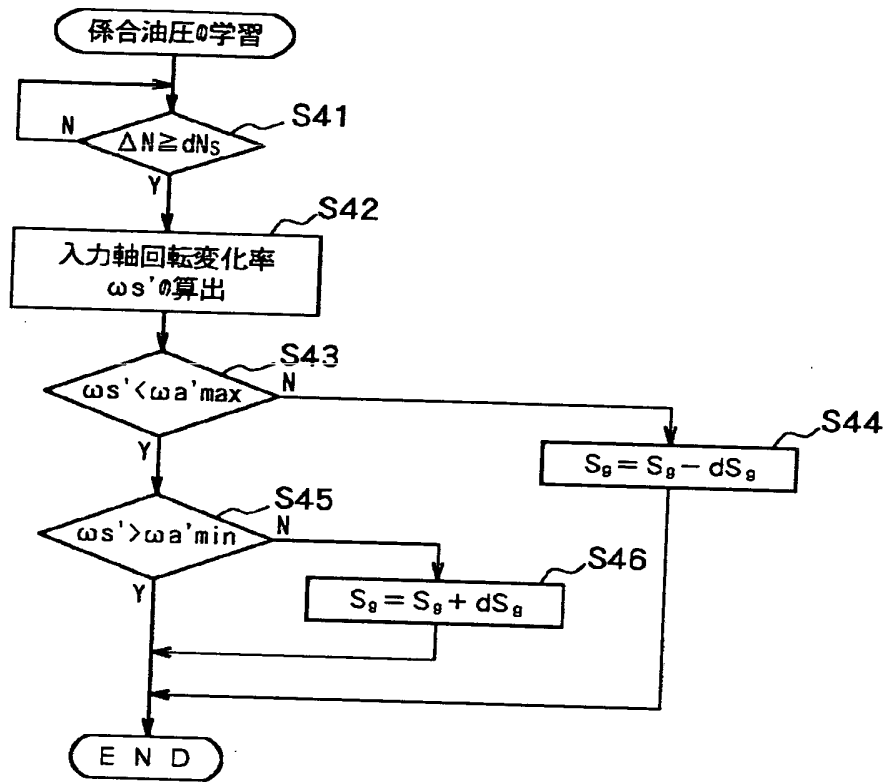 係合油圧の学習
S41
N
ΔN≧dNs
Y
S42
入力軸回転変化率
ωs'の算出
S43
ωs'<ωa'max
N
Y
S44
Sg=Sg-dSg
S45
ωs'>ωa'min
N
Y
S46
Sg=Sg+dSg
END